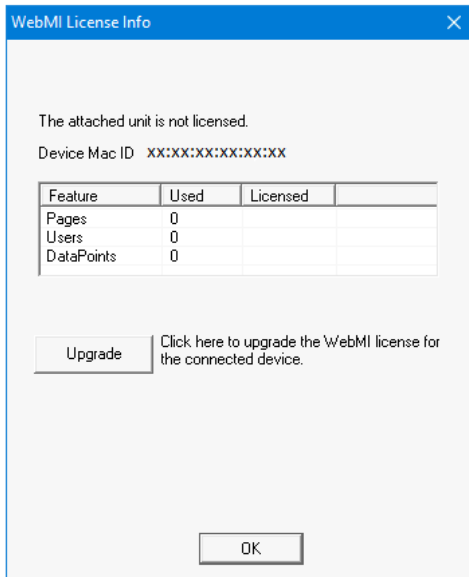 WebMI License Info
The attached unit is not licensed.
Device Mac ID xx:xx:xx:xx:xx:xx
Feature Used Licensed
Pages 0
Users 0
DataPoints 0
Upgrade
Click here to upgrade the WebMI license for
the connected device.
OK